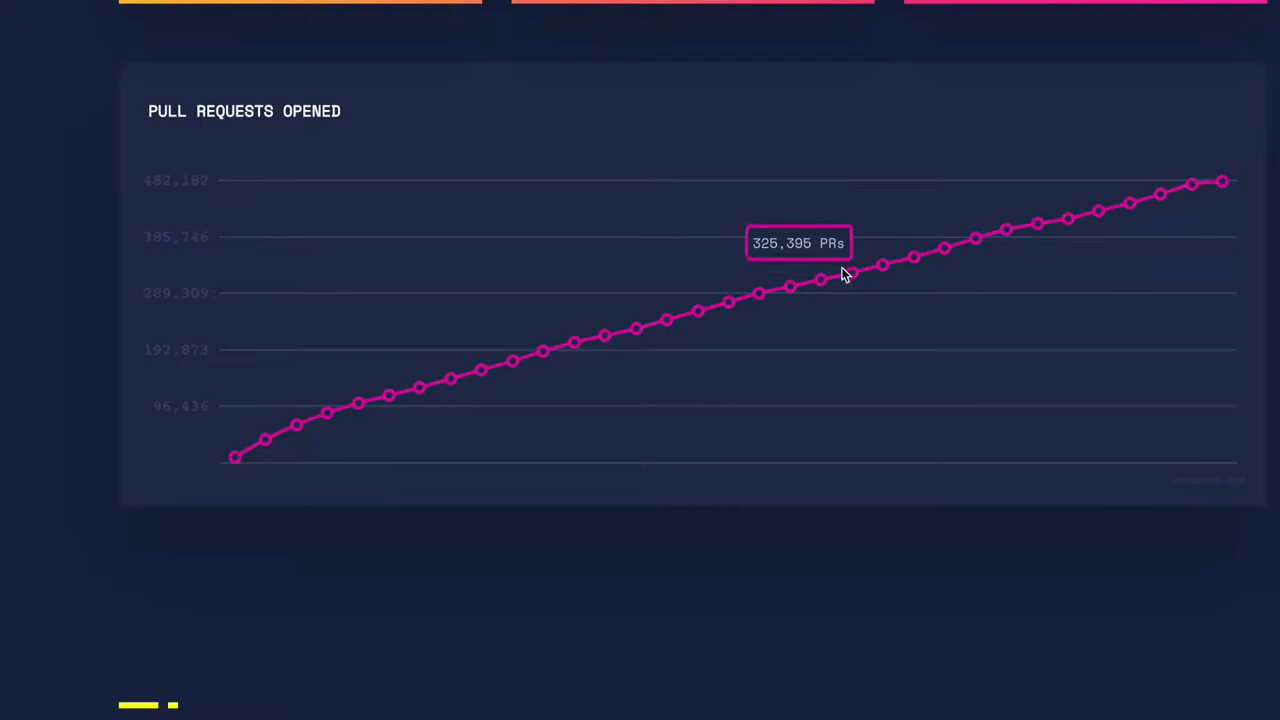 PULL REQUESTS OPENED
482,182
385,746
325,395 PRs
289,309
192,873
96,436